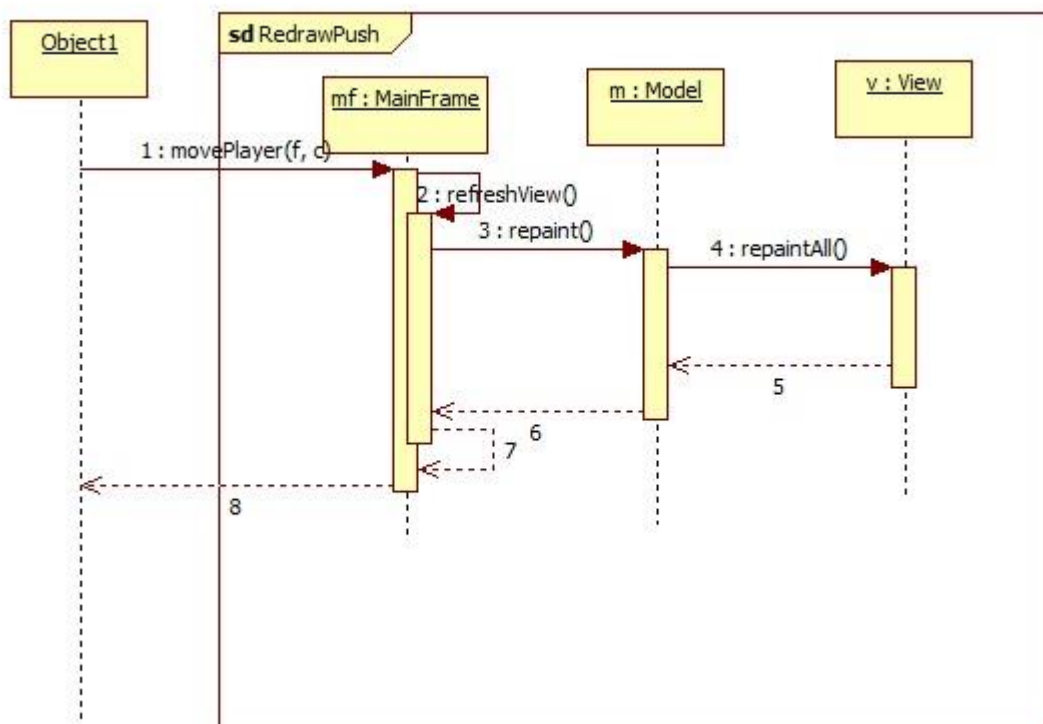 sd RedrawPush
Object1
mf : MainFrame
m : Model
v : View
1 : movePlayer(f, c)
2 : refreshView()
3 : repaint()
4 : repaintAll()
5
6
7
8